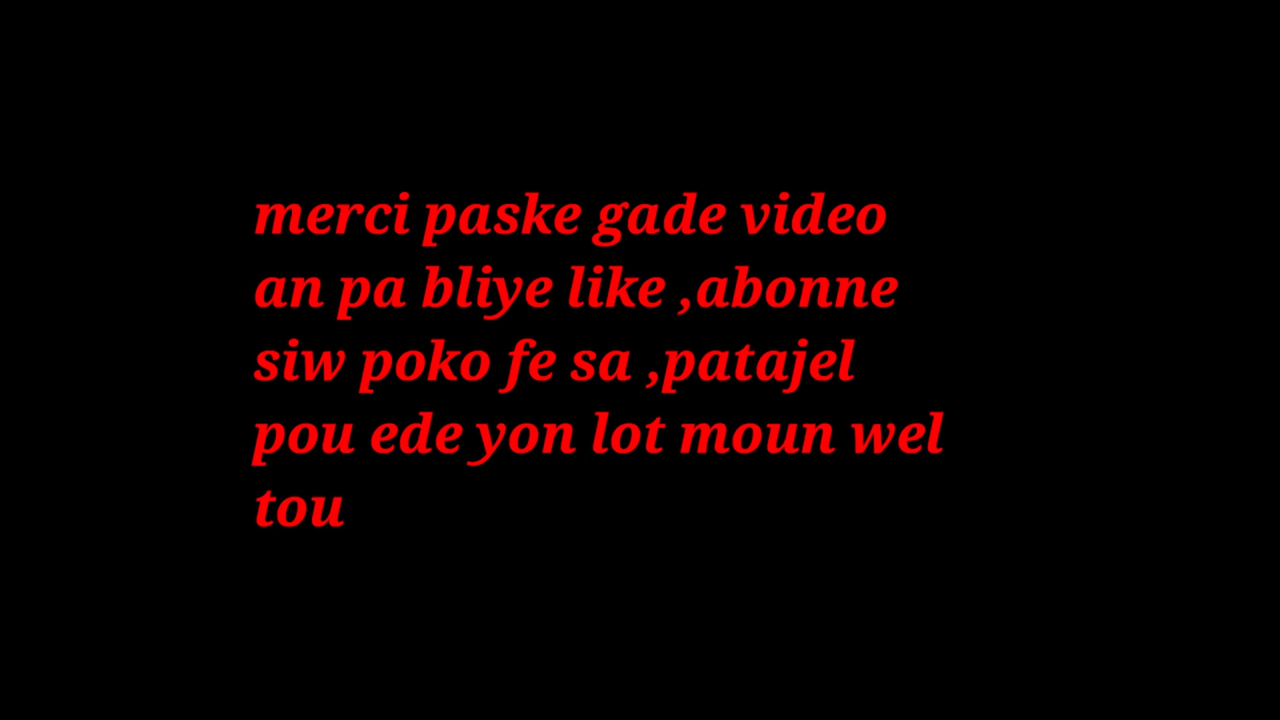 merci paske gade video
an pa bliye like ,abonne
siw poko fe sa ,patajel
pou ede yon lot moun wel
tou